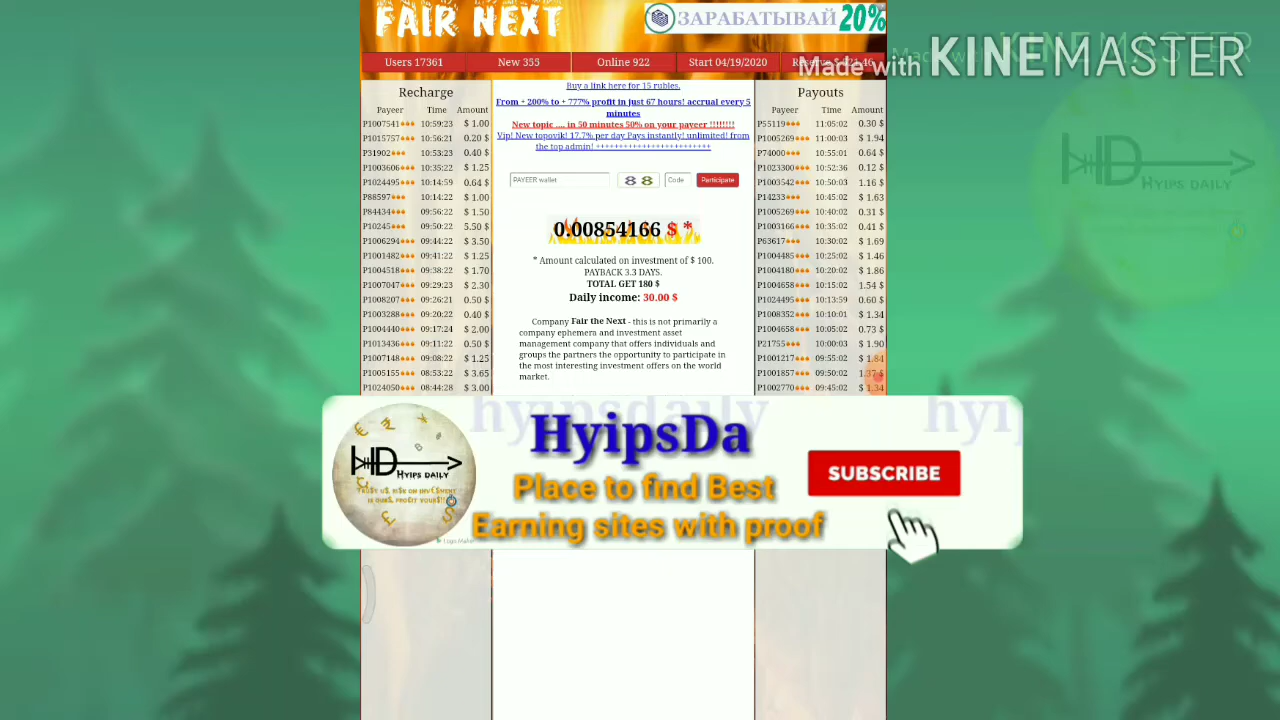 FAIR NEXT
ЗАРАБАТЫВАЙ 20%
Made with KINEMASTER
Users 17361
New 355
Online 922
Start 04/19/2020
Recharge
Payeer Time Amount
P1007541 10:59:23 $ 1.00
P1015757 10:56:21 0.20 $
P31902 10:53:23 0.40 $
P1003606 10:35:22 $ 1.25
P1024495 10:14:59 0.64 $
P88597 10:14:22 $ 1.00
P84434 09:56:22 $ 1.50
P10245 09:50:22 5.50 $
P1006294 09:44:22 $ 3.50
P1001482 09:41:22 $ 1.25
P1004518 09:38:22 $ 1.70
P1007047 09:29:23 $ 2.30
P1008207 09:26:21 $ 0.50
P1003288 09:20:22 $ 0.40
P1004440 09:17:24 $ 2.00
P1013436 09:11:22 $ 0.50
P1007148 09:08:22 $ 1.25
P1005155 08:53:22 $ 3.65
P1024050 08:44:28 $ 3.00
Buy a link here for 15 rubles.
From + 200% to + 777% profit in just 67 hours! accrual every 5
minutes
New topic .... in 50 minutes 50% on your payeer !!!!!!!!
Vip! New topovik! 17.7% per day Pays instantly! unlimited! from
the top admin! +++++++++++++++++++++++++
PAYEER wallet
8 8
Code
Participate
0.00854166 $ *
* Amount calculated on investment of $ 100.
PAYBACK 3.3 DAYS.
TOTAL GET 180 $
Daily income: 30.00 $
Company Fair the Next - this is not primarily a
company ephemera and investment asset
management company that offers individuals and
groups the partners the opportunity to participate in
the most interesting investment offers on the world
market.
Payouts
Payeer Time Amount
P55119 11:05:02 0.30 $
P1005269 11:00:03 $ 1.94
P74000 10:55:01 0.64 $
P1023300 10:52:36 $ 0.12
P1003542 10:50:03 $ 1.16
P14233 10:45:02 $ 1.63
P1005269 10:40:02 $ 0.31
P1003166 10:35:02 $ 0.41
P63617 10:30:02 $ 1.69
P1004485 10:25:02 $ 1.46
P1004180 10:20:02 $ 1.86
P1004658 10:15:02 1.54 $
P1024495 10:13:59 $ 0.60
P1008352 10:10:01 $ 1.34
P1004658 10:05:02 $ 0.73
P21755 10:00:03 $ 1.90
P1001217 09:55:02 $ 1.84
P1001857 09:50:02 1.37 $
P1002770 09:45:02 $ 1.34
HD HYIPS DAILY
hyipsdaily
HyipsDa
Place to find Best
Earning sites with proof
SUBSCRIBE
HD HYIPS DAILY
Logo Maker